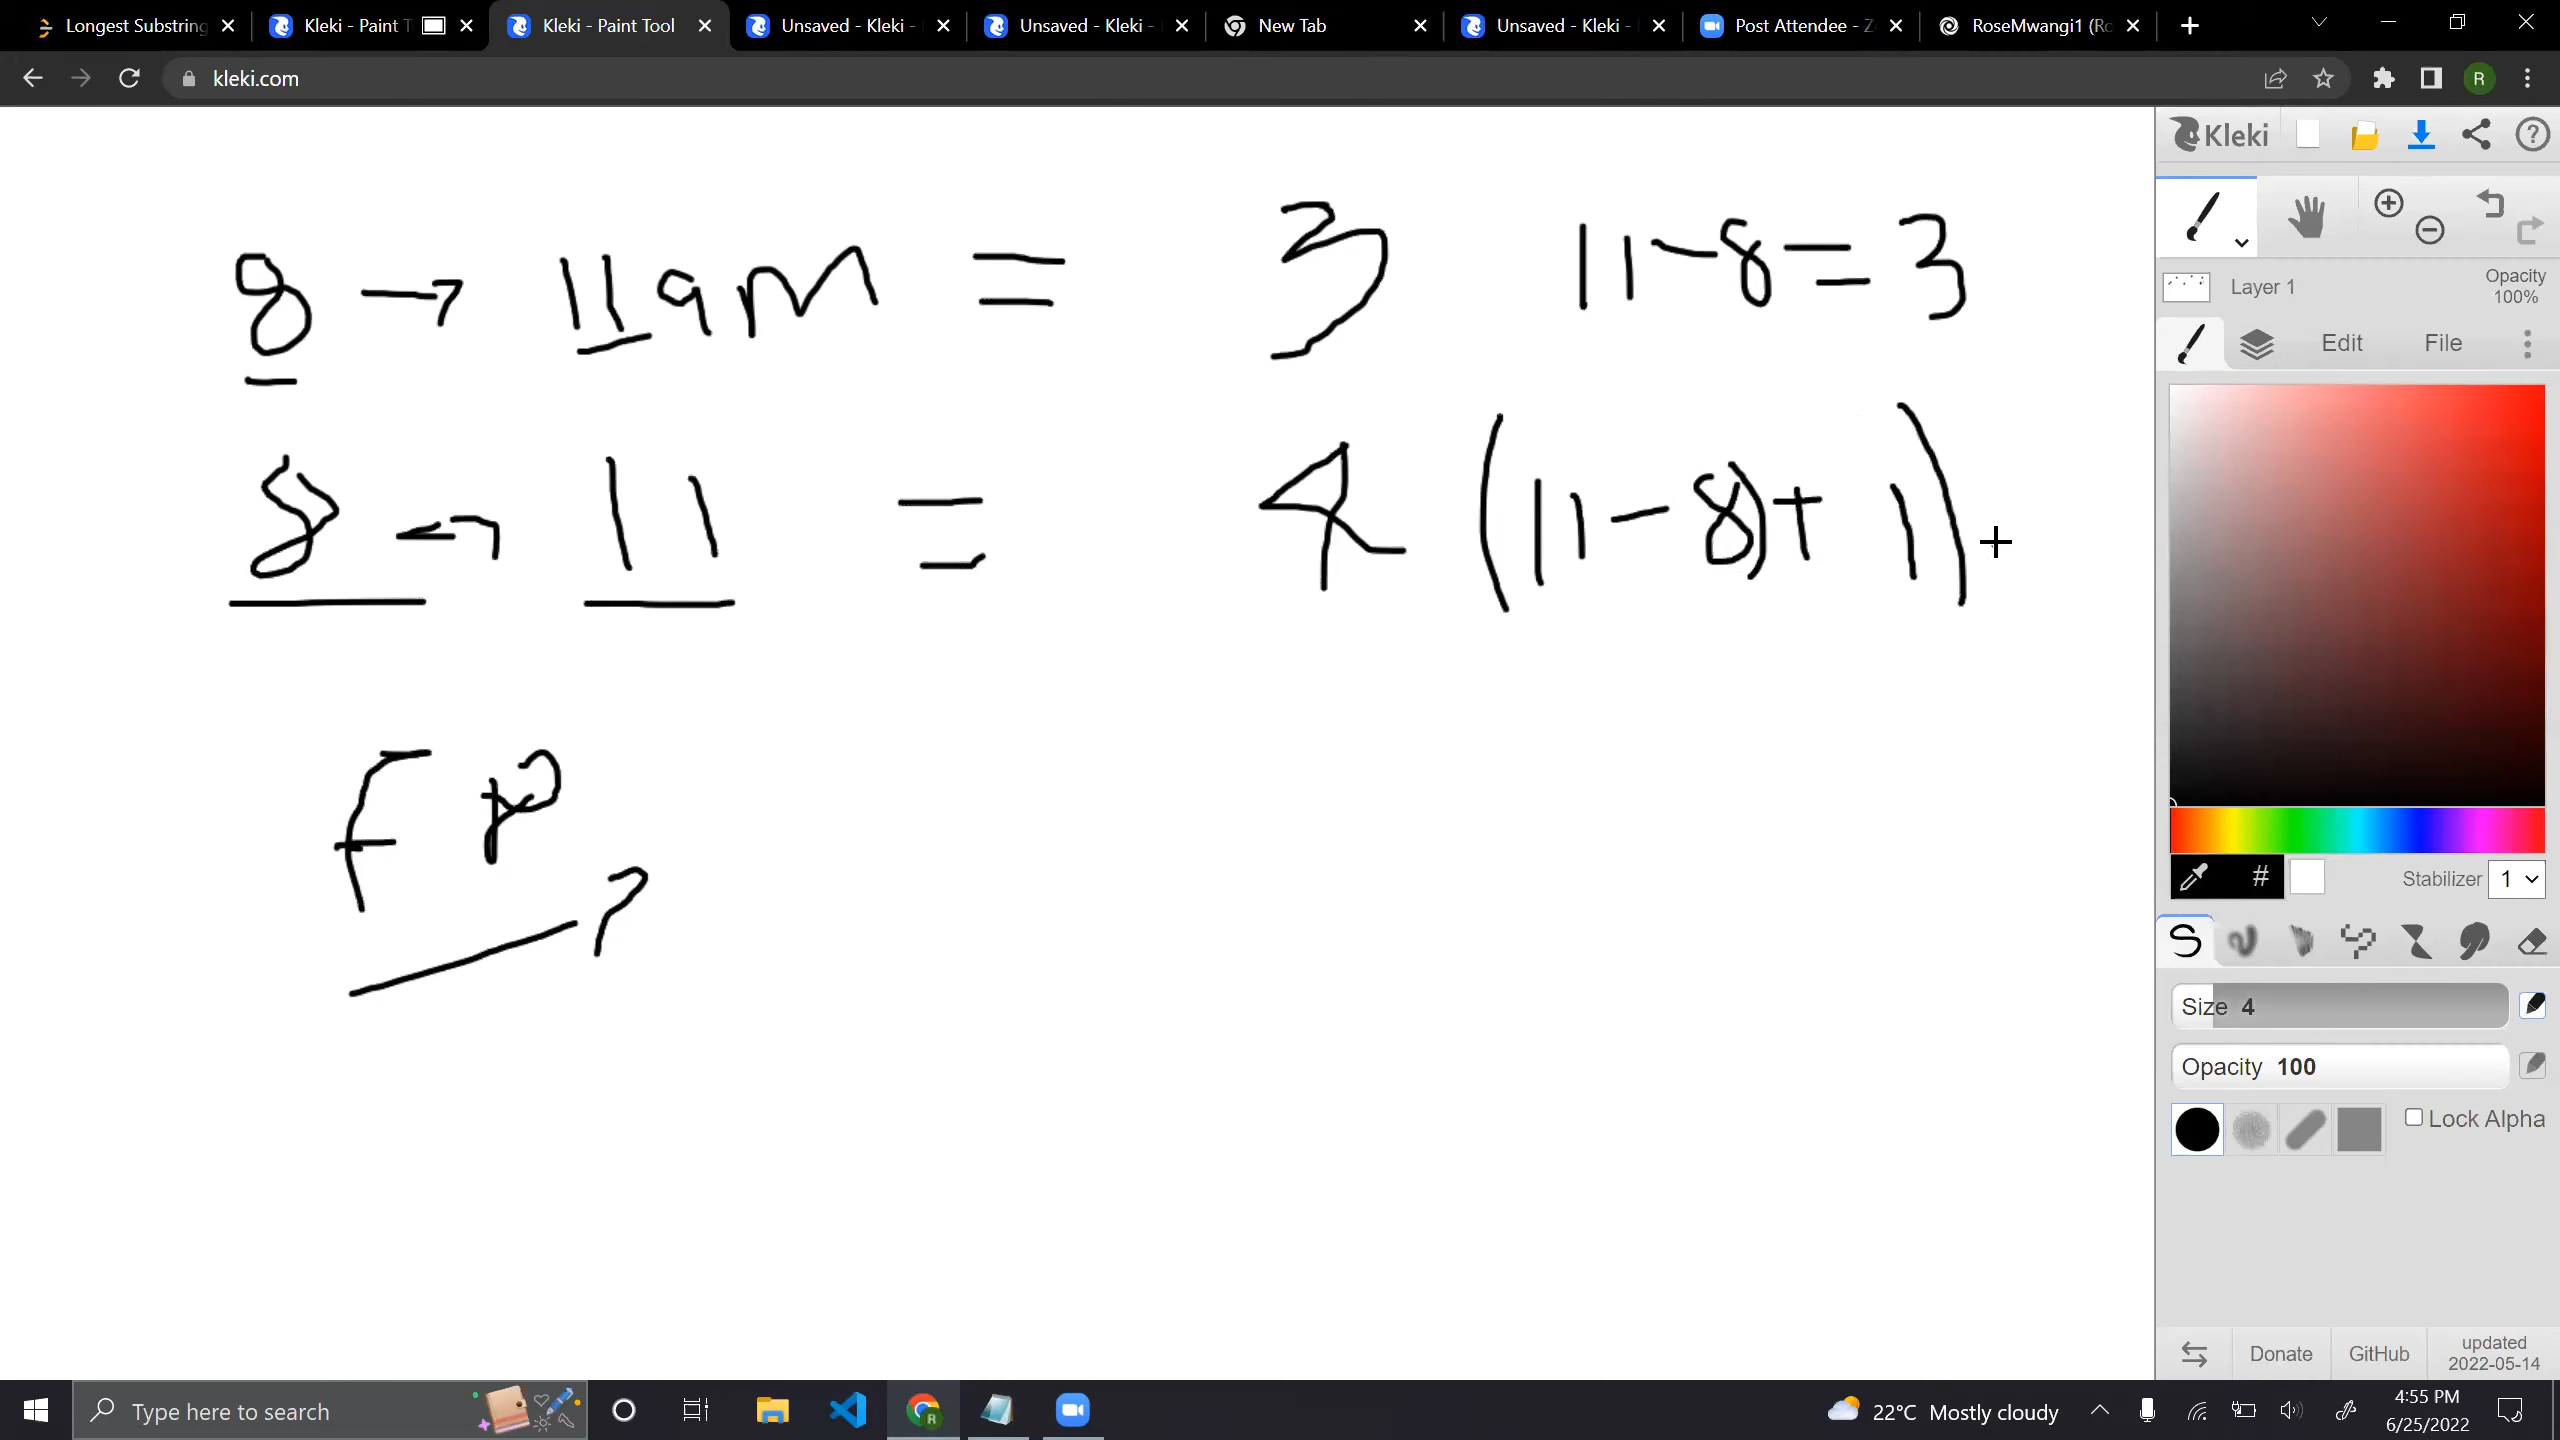 Longest Substring
Kleki - Paint T
Kleki - Paint Tool
Unsaved - Kleki -
Unsaved - Kleki -
New Tab
Unsaved - Kleki -
Post Attendee - Z
RoseMwangi1 (Ro
kleki.com
R
Kleki
Layer 1
Opacity
100%
Edit
File
8 → 11am = 3 11-8=3
8 → 11 = 4 (11-8)+1)
#
Stabilizer 1
Size 4
Opacity 100
Lock Alpha
Donate
GitHub
updated
2022-05-14
Type here to search
22°C Mostly cloudy
4:55 PM
6/25/2022